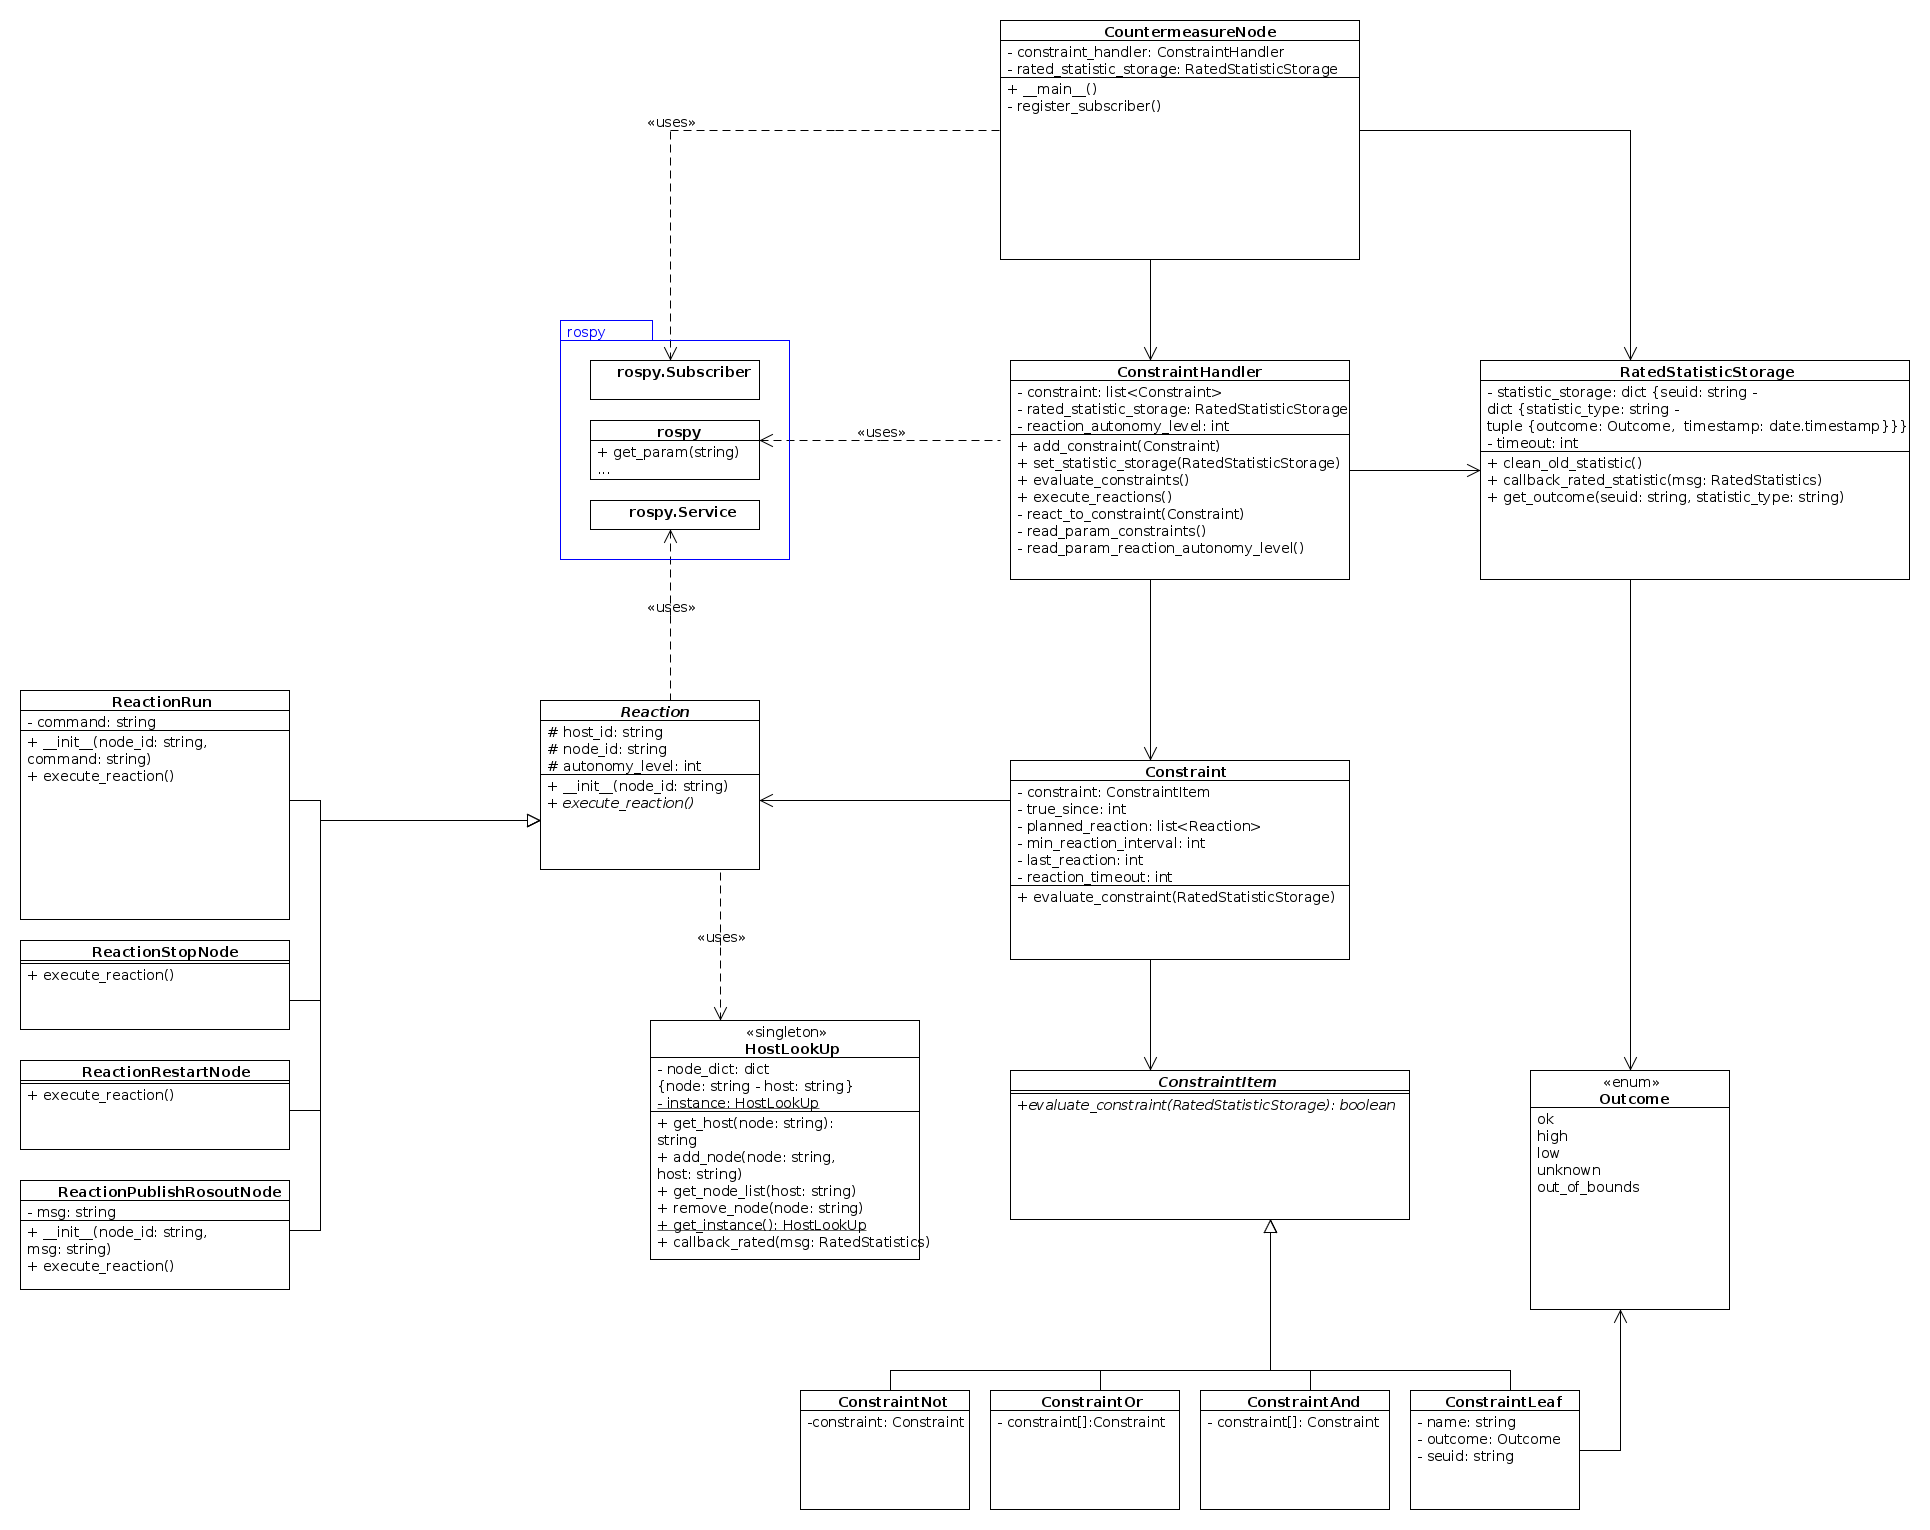 CountermeasureNode
- constraint_handler: ConstraintHandler
- rated_statistic_storage: RatedStatisticStorage
+ __main__()
- register_subscriber()
«uses»
rospy
rospy.Subscriber
rospy
+ get_param(string)
...
rospy.Service
«uses»
ConstraintHandler
- constraint: list<Constraint>
- rated_statistic_storage: RatedStatisticStorage
- reaction_autonomy_level: int
+ add_constraint(Constraint)
+ set_statistic_storage(RatedStatisticStorage)
+ evaluate_constraints()
+ execute_reactions()
- react_to_constraint(Constraint)
- read_param_constraints()
- read_param_reaction_autonomy_level()
RatedStatisticStorage
- statistic_storage: dict {seuid: string -
dict {statistic_type: string -
tuple {outcome: Outcome, timestamp: date.timestamp}}}
- timeout: int
+ clean_old_statistic()
+ callback_rated_statistic(msg: RatedStatistics)
+ get_outcome(seuid: string, statistic_type: string)
«uses»
ReactionRun
- command: string
+ __init__(node_id: string,
command: string)
+ execute_reaction()
Reaction
# host_id: string
# node_id: string
# autonomy_level: int
+ __init__(node_id: string)
+ execute_reaction()
Constraint
- constraint: ConstraintItem
- true_since: int
- planned_reaction: list<Reaction>
- min_reaction_interval: int
- last_reaction: int
- reaction_timeout: int
+ evaluate_constraint(RatedStatisticStorage)
«uses»
ReactionStopNode
+ execute_reaction()
ReactionRestartNode
+ execute_reaction()
ReactionPublishRosoutNode
- msg: string
+ __init__(node_id: string,
msg: string)
+ execute_reaction()
«singleton»
HostLookUp
- node_dict: dict
{node: string - host: string}
- instance: HostLookUp
+ get_host(node: string):
string
+ add_node(node: string,
host: string)
+ get_node_list(host: string)
+ remove_node(node: string)
+ get_instance(): HostLookUp
+ callback_rated(msg: RatedStatistics)
ConstraintItem
+evaluate_constraint(RatedStatisticStorage): boolean
«enum»
Outcome
ok
high
low
unknown
out_of_bounds
ConstraintNot
-constraint: Constraint
ConstraintOr
- constraint[]:Constraint
ConstraintAnd
- constraint[]: Constraint
ConstraintLeaf
- name: string
- outcome: Outcome
- seuid: string